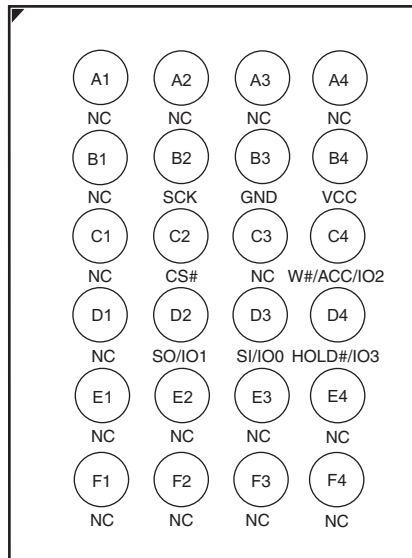 A1 A2 A3 A4
NC NC NC NC
B1 B2 B3 B4
NC SCK GND VCC
C1 C2 C3 C4
NC CS# NC W#/ACC/IO2
D1 D2 D3 D4
NC SO/IO1 SI/IO0 HOLD#/IO3
E1 E2 E3 E4
NC NC NC NC
F1 F2 F3 F4
NC NC NC NC